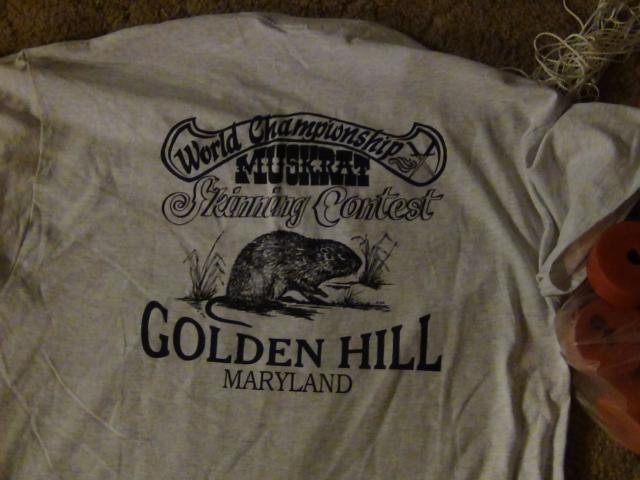 World Championship
MUSKRAT
Skinning Contest
GOLDEN HILL
MARYLAND